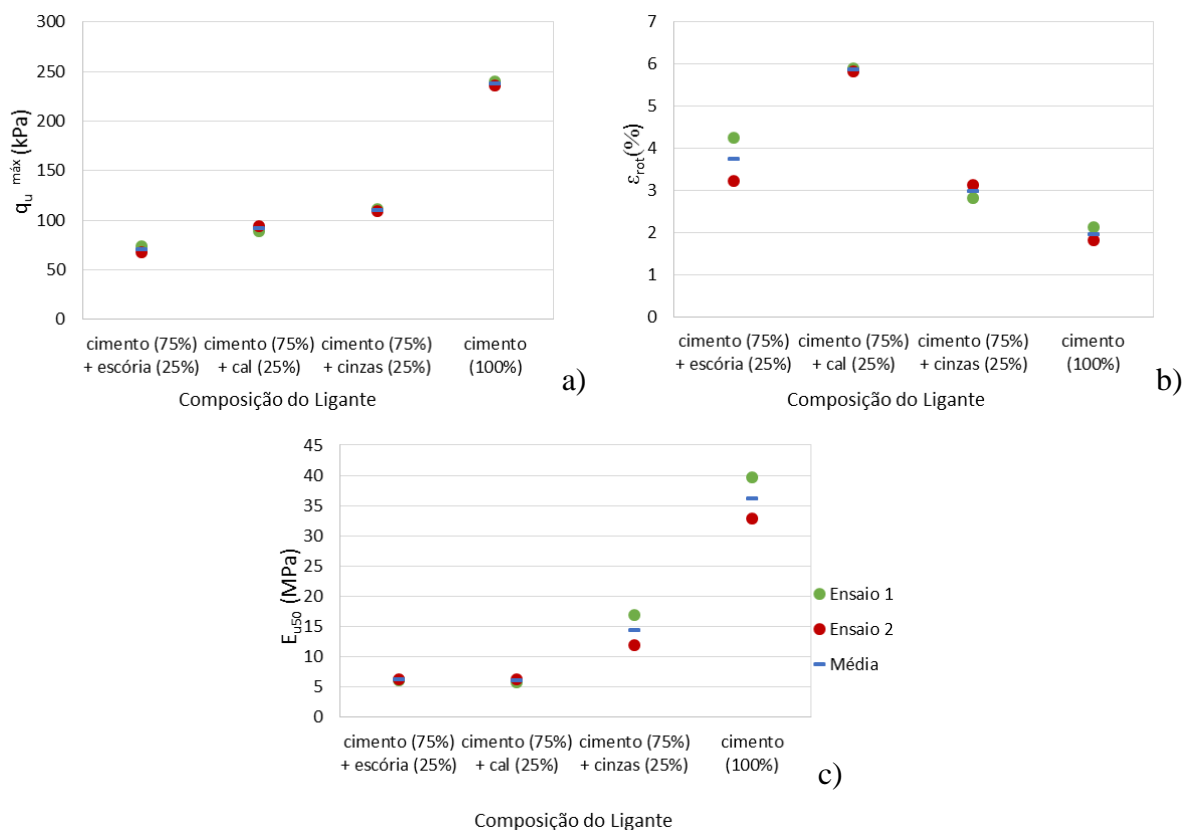 300
250
200
150
100
50
0
qu máx (kPa)
cimento (75%) cimento (75%) cimento (75%) cimento
+ escória (25%) + cal (25%) + cinzas (25%) (100%)
Composição do Ligante
a)
7
6
5
4
3
2
1
0
εrot(%)
cimento (75%) cimento (75%) cimento (75%) cimento
+ escória (25%) + cal (25%) + cinzas (25%) (100%)
Composição do Ligante
b)
45
40
35
30
25
20
15
10
5
0
Eu50 (MPa)
Ensaio 1
Ensaio 2
Média
cimento (75%) cimento (75%) cimento (75%) cimento
+ escória (25%) + cal (25%) + cinzas (25%) (100%)
c)
Composição do Ligante